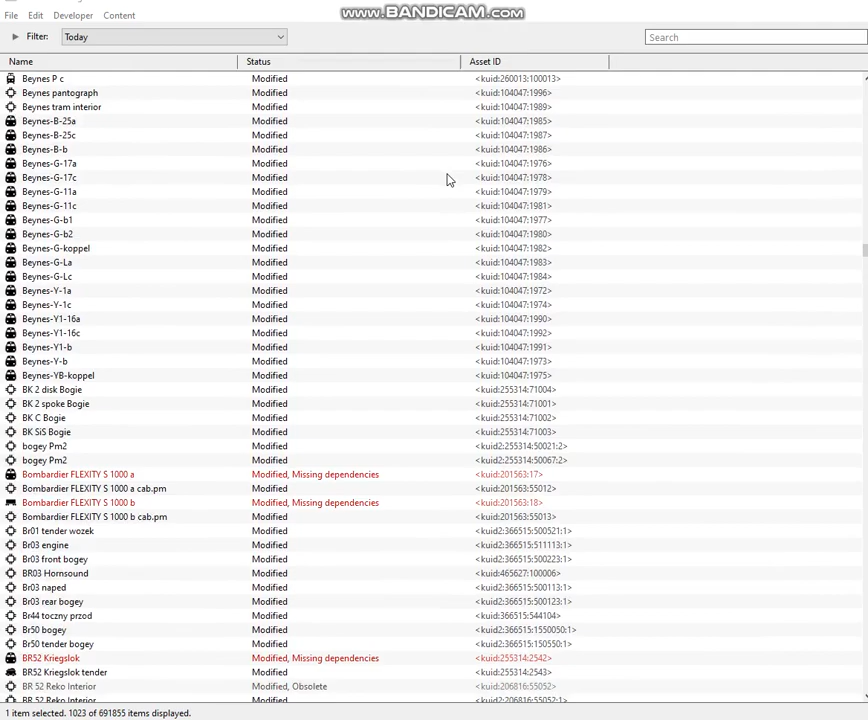 WWW.BANDICAM.COM
File Edit Developer Content
Filter: Today Search
Name Status Asset ID
Beynes P c Modified <kuid:260013:100013>
Beynes pantograph Modified <kuid:104047:1996>
Beynes tram interior Modified <kuid:104047:1989>
Beynes-B-25a Modified <kuid:104047:1985>
Beynes-B-25c Modified <kuid:104047:1987>
Beynes-B-b Modified <kuid:104047:1986>
Beynes-G-17a Modified <kuid:104047:1976>
Beynes-G-17c Modified <kuid:104047:1978>
Beynes-G-11a Modified <kuid:104047:1979>
Beynes-G-11c Modified <kuid:104047:1981>
Beynes-G-b1 Modified <kuid:104047:1977>
Beynes-G-b2 Modified <kuid:104047:1980>
Beynes-G-koppel Modified <kuid:104047:1982>
Beynes-G-La Modified <kuid:104047:1983>
Beynes-G-Lc Modified <kuid:104047:1984>
Beynes-Y-1a Modified <kuid:104047:1972>
Beynes-Y-1c Modified <kuid:104047:1974>
Beynes-Y1-16a Modified <kuid:104047:1990>
Beynes-Y1-16c Modified <kuid:104047:1992>
Beynes-Y1-b Modified <kuid:104047:1991>
Beynes-Y-b Modified <kuid:104047:1973>
Beynes-YB-koppel Modified <kuid:104047:1975>
BK 2 disk Bogie Modified <kuid:255314:71004>
BK 2 spoke Bogie Modified <kuid:255314:71001>
BK C Bogie Modified <kuid:255314:71002>
BK SiS Bogie Modified <kuid:255314:71003>
bogey Pm2 Modified <kuid2:255314:50021:2>
bogey Pm2 Modified <kuid2:255314:50067:2>
Bombardier FLEXITY S 1000 a Modified, Missing dependencies <kuid:201563:17>
Bombardier FLEXITY S 1000 a cab.pm Modified <kuid:201563:55012>
Bombardier FLEXITY S 1000 b Modified, Missing dependencies <kuid:201563:18>
Bombardier FLEXITY S 1000 b cab.pm Modified <kuid:201563:55013>
Br01 tender wozek Modified <kuid2:366515:500521:1>
Br03 engine Modified <kuid2:366515:511113:1>
Br03 front bogey Modified <kuid2:366515:500223:1>
BR03 Hornsound Modified <kuid:465627:100006>
Br03 naped Modified <kuid2:366515:500113:1>
Br03 rear bogey Modified <kuid2:366515:500123:1>
Br44 toczny przod Modified <kuid:366515:544104>
Br50 bogey Modified <kuid2:366515:1550050:1>
Br50 tender bogey Modified <kuid2:366515:150550:1>
BR52 Kriegslok Modified, Missing dependencies <kuid:255314:2542>
BR52 Kriegslok tender Modified <kuid:255314:2543>
BR 52 Reko Interior Modified, Obsolete <kuid:206816:55052>
BR 52 Reko Interior Modified <kuid2:206816:55052:1>
1 item selected. 1023 of 691855 items displayed.